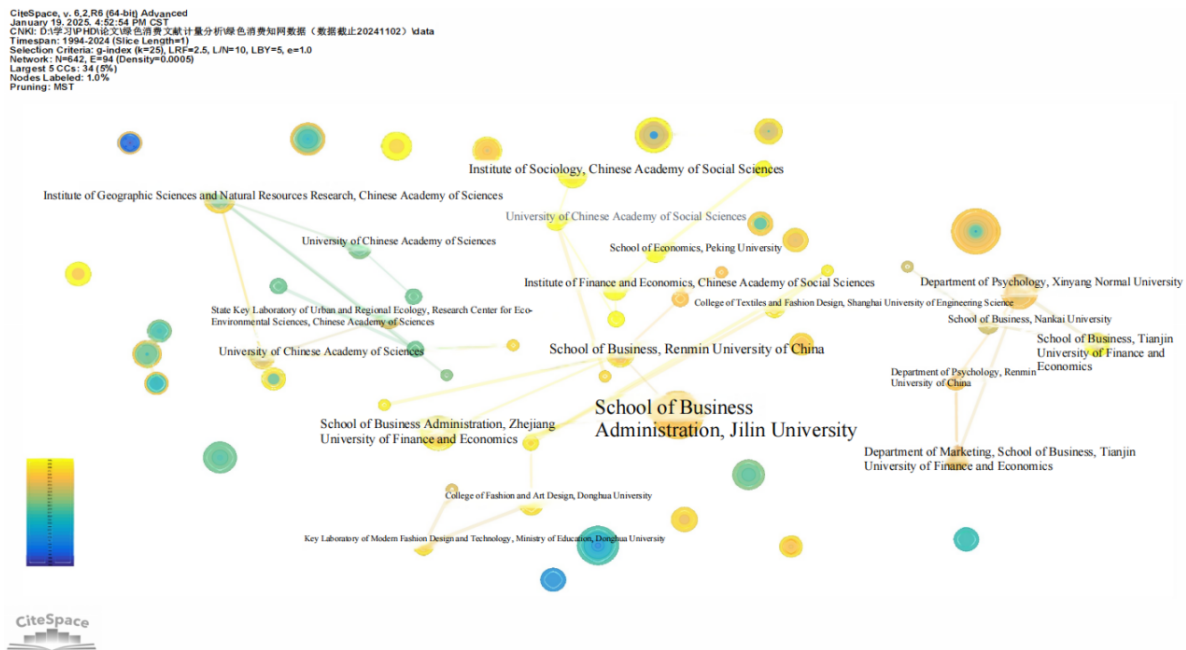 CiteSpace, v. 6.2.R6 (64-bit) Advanced
January 19, 2025, 4:52:54 PM CST
CNKI: D:\学习\PHD\论文\绿色消费文献计量分析\绿色消费知网数据（数据截止20241102）\data
Timespan: 1994-2024 (Slice Length=1)
Selection Criteria: g-index (k=25), LRF=2.5, L/N=10, LBY=5, e=1.0
Network: N=642, E=94 (Density=0.0005)
Largest 5 CCs: 34 (5%)
Nodes Labeled: 1.0%
Pruning: MST
Institute of Sociology, Chinese Academy of Social Sciences
Institute of Geographic Sciences and Natural Resources Research, Chinese Academy of Sciences
University of Chinese Academy of Social Sciences
University of Chinese Academy of Sciences
School of Economics, Peking University
Institute of Finance and Economics, Chinese Academy of Social Sciences
Department of Psychology, Xinyang Normal University
College of Textiles and Fashion Design, Shanghai University of Engineering Science
State Key Laboratory of Urban and Regional Ecology, Research Center for Eco-
Environmental Sciences, Chinese Academy of Sciences
School of Business, Nankai University
School of Business, Tianjin
University of Finance and
Economics
University of Chinese Academy of Sciences
School of Business, Renmin University of China
Department of Psychology, Renmin
University of China
School of Business
Administration, Jilin University
School of Business Administration, Zhejiang
University of Finance and Economics
Department of Marketing, School of Business, Tianjin
University of Finance and Economics
College of Fashion and Art Design, Donghua University
Key Laboratory of Modern Fashion Design and Technology, Ministry of Education, Donghua University
CiteSpace